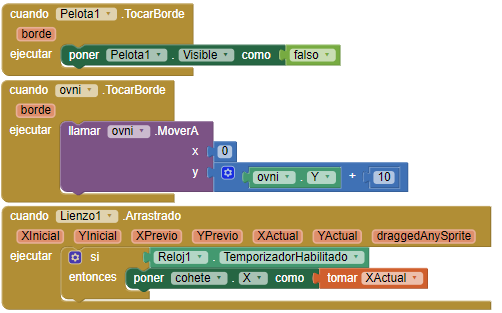 cuando Pelota1 .TocarBorde
borde
ejecutar poner Pelota1 . Visible como falso
cuando ovni .TocarBorde
borde
ejecutar llamar ovni .MoverA
x 0
y ovni . Y + 10
cuando Lienzo1 .Arrastrado
XInicial YInicial XPrevio YPrevio XActual YActual draggedAnySprite
ejecutar si Reloj1 . TemporizadorHabilitado
entonces poner cohete . X como tomar XActual